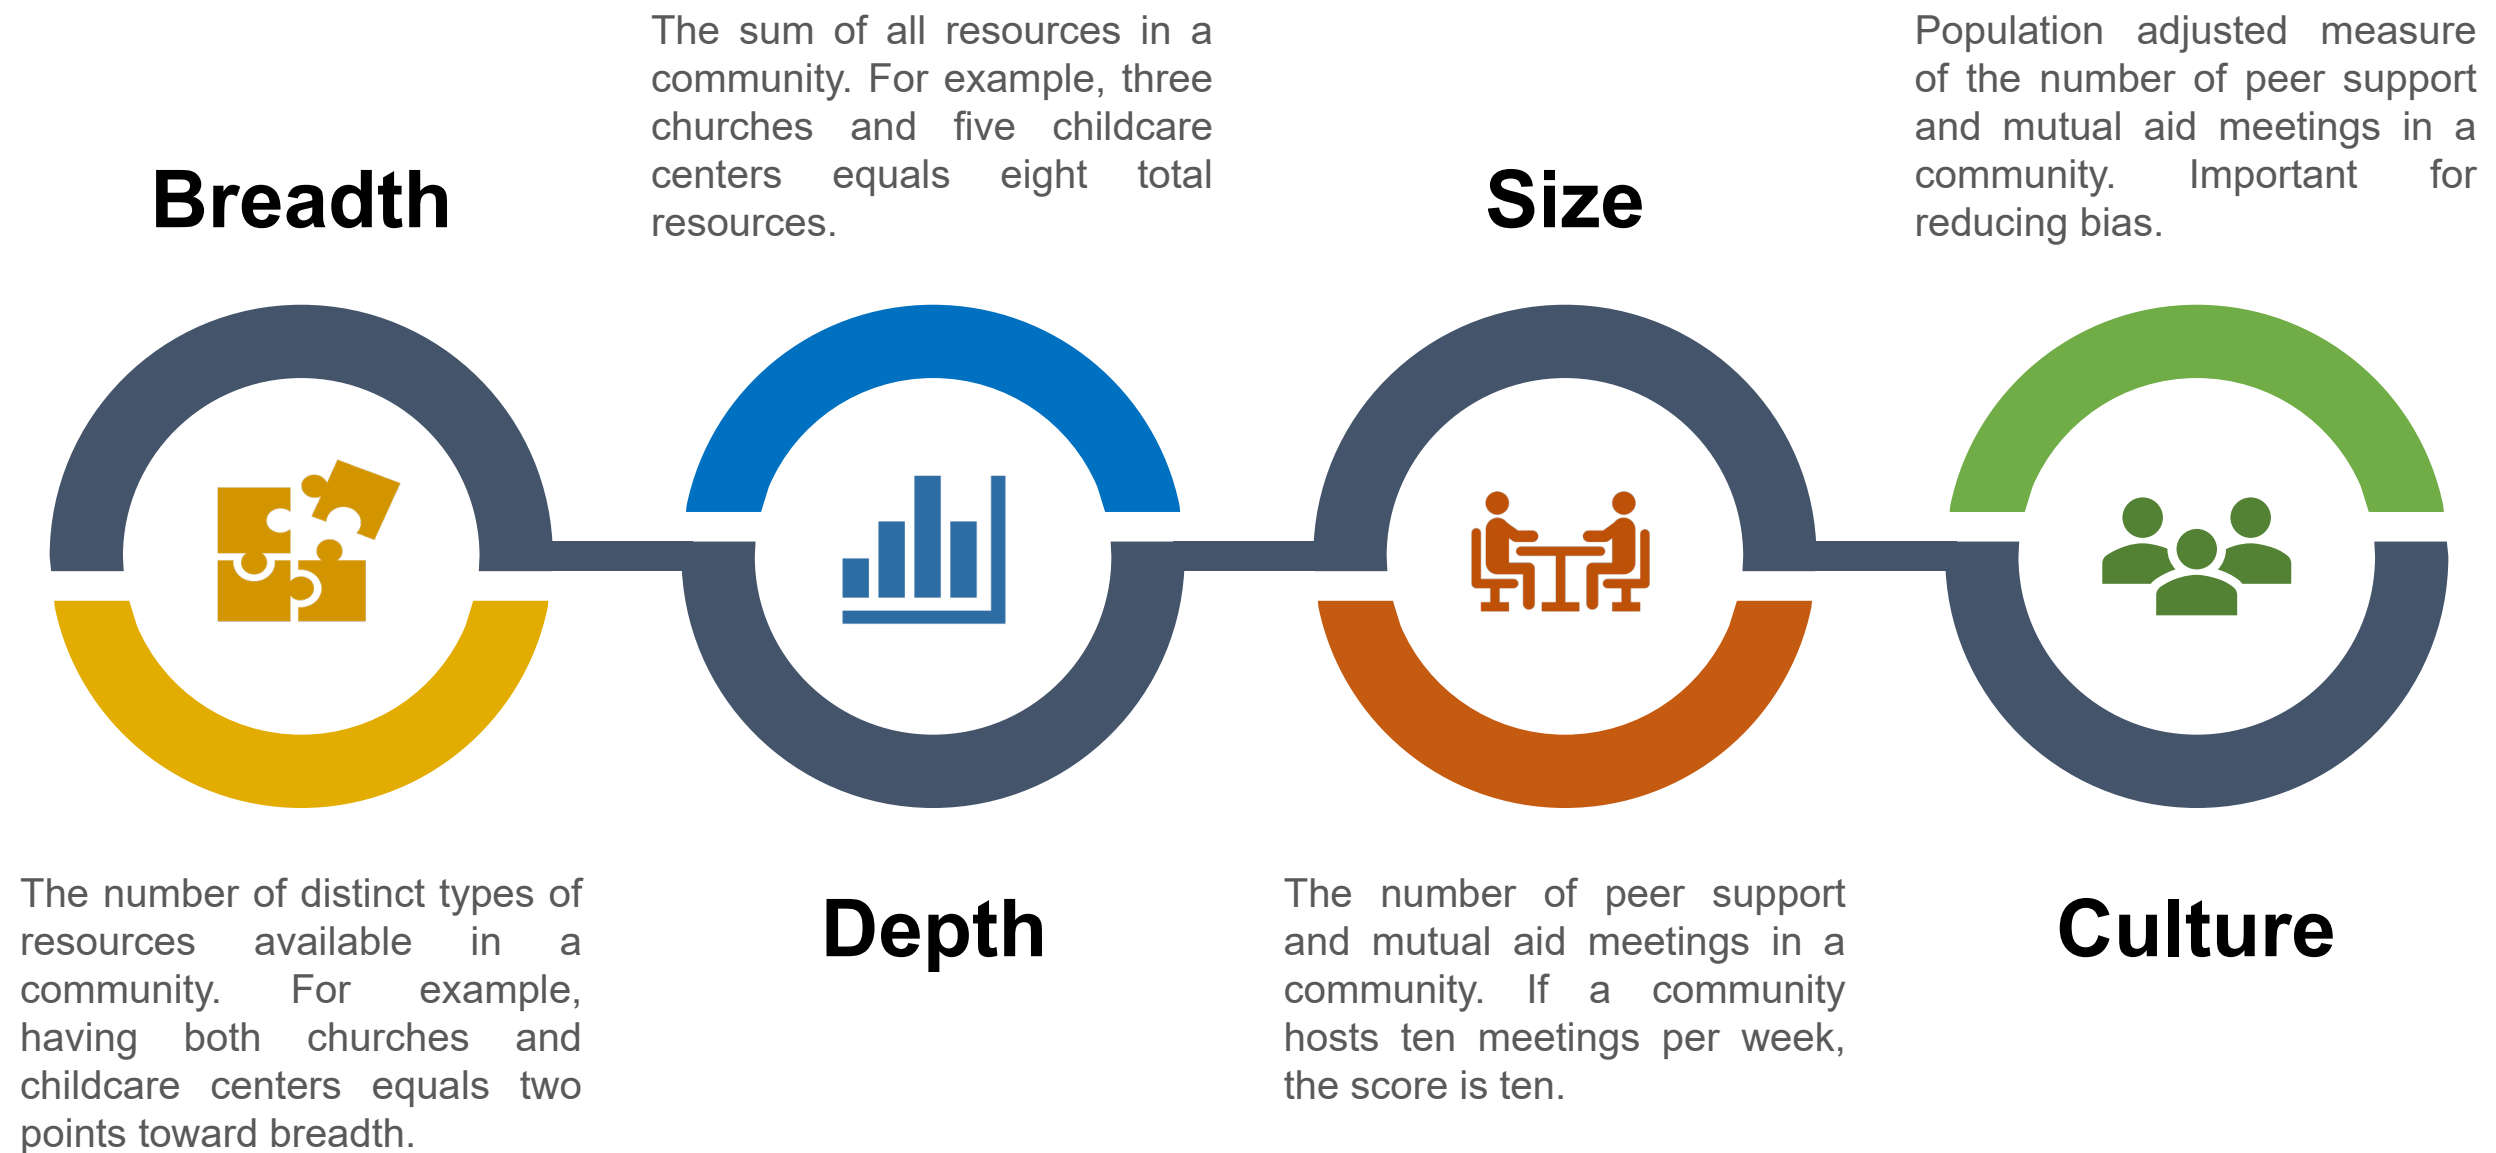 Breadth
The number of distinct types of
resources available in a
community. For example,
having both churches and
childcare centers equals two
points toward breadth.
The sum of all resources in a
community. For example, three
churches and five childcare
centers equals eight total
resources.
Depth
Size
The number of peer support
and mutual aid meetings in a
community. If a community
hosts ten meetings per week,
the score is ten.
Population adjusted measure
of the number of peer support
and mutual aid meetings in a
community. Important for
reducing bias.
Culture